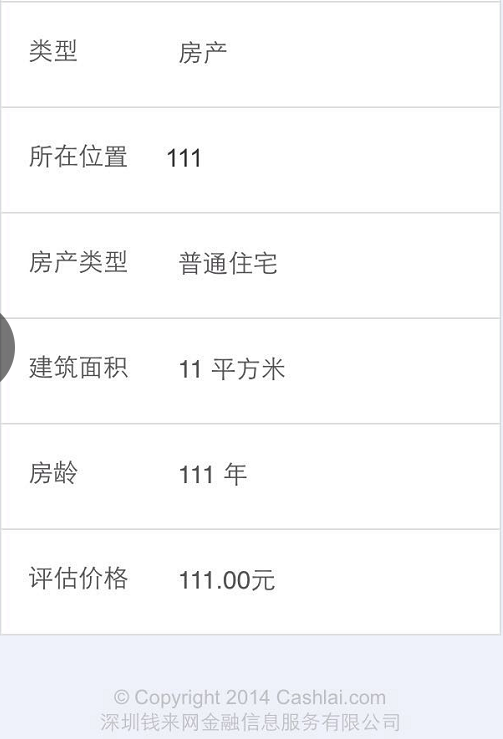 类型 房产
所在位置 111
房产类型 普通住宅
建筑面积 11 平方米
房龄 111 年
评估价格 111.00元
© Copyright 2014 Cashlai.com
深圳钱来网金融信息服务有限公司